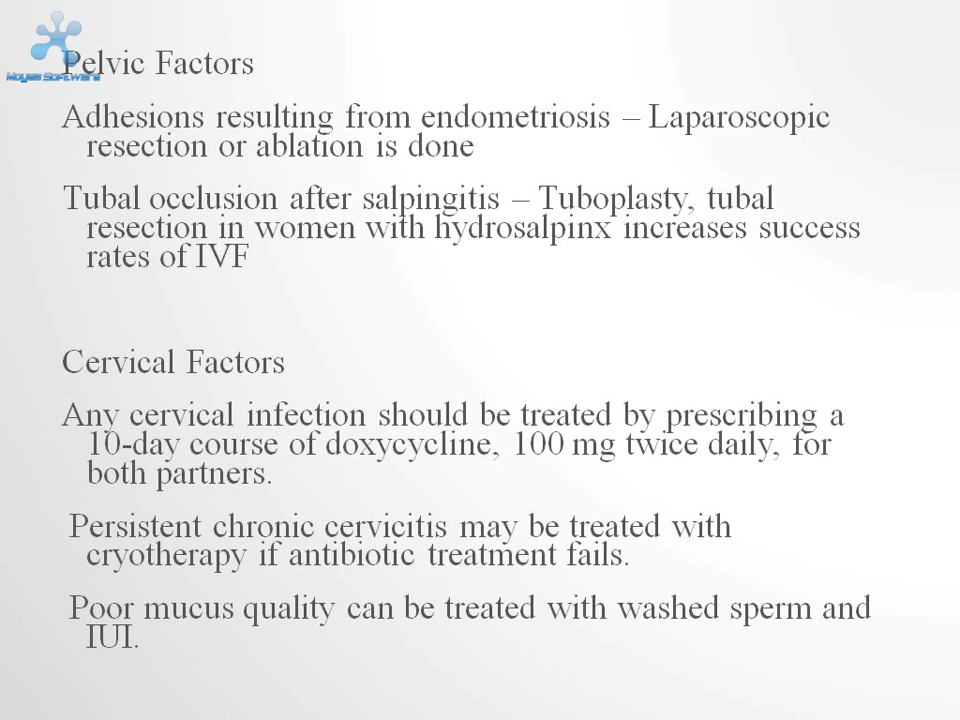 Moyea Software
Pelvic Factors
Adhesions resulting from endometriosis – Laparoscopic
resection or ablation is done
Tubal occlusion after salpingitis – Tuboplasty, tubal
resection in women with hydrosalpinx increases success
rates of IVF
Cervical Factors
Any cervical infection should be treated by prescribing a
10-day course of doxycycline, 100 mg twice daily, for
both partners.
Persistent chronic cervicitis may be treated with
cryotherapy if antibiotic treatment fails.
Poor mucus quality can be treated with washed sperm and
IUI.